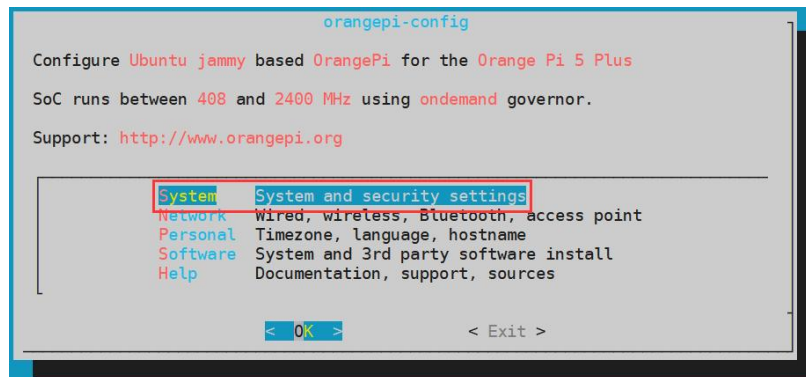 orangepi-config
Configure Ubuntu jammy based OrangePi for the Orange Pi 5 Plus
SoC runs between 408 and 2400 MHz using ondemand governor.
Support: http://www.orangepi.org
System System and security settings
Network Wired, wireless, Bluetooth, access point
Personal Timezone, language, hostname
Software System and 3rd party software install
Help Documentation, support, sources
< OK > < Exit >